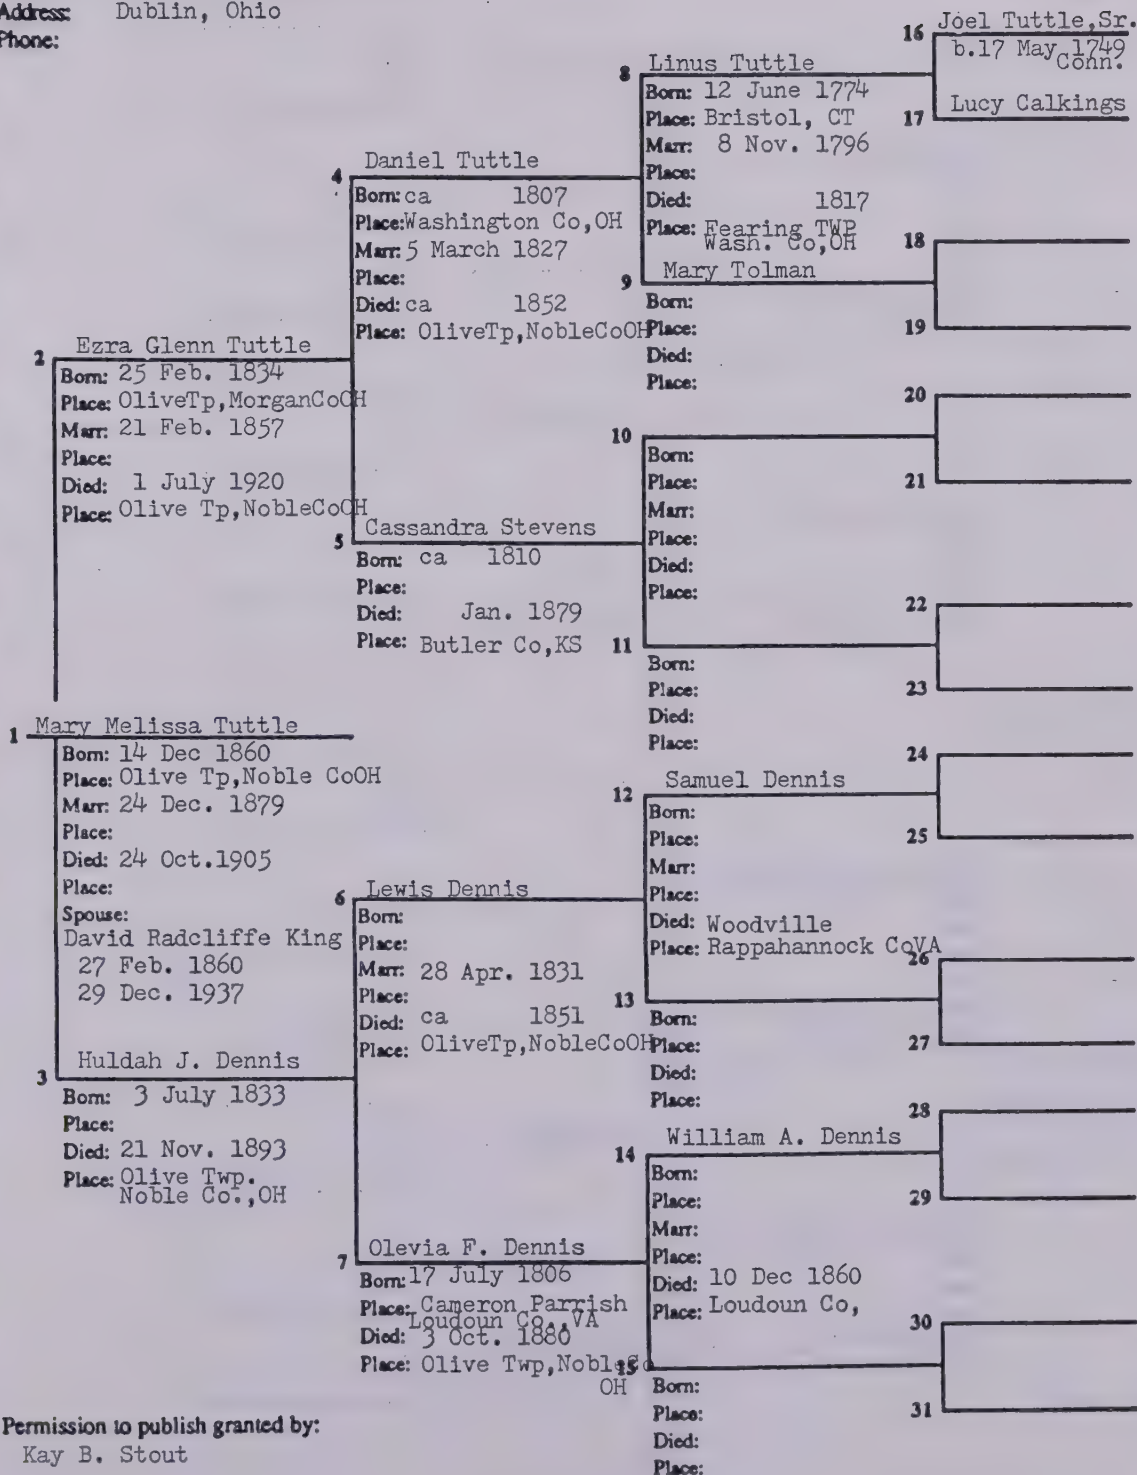 Address: Dublin, Ohio
Phone:
16 Joel Tuttle,Sr.
b.17 May 1749
Conn.
17 Lucy Calkings
8 Linus Tuttle
Born: 12 June 1774
Place: Bristol, CT
Marr: 8 Nov. 1796
Place:
Died: 1817
Place: Fearing TWP
Wash. Co,OH
18
9 Mary Tolman
Born:
Place:
Died:
Place:
19
4 Daniel Tuttle
Born: ca 1807
Place: Washington Co,OH
Marr: 5 March 1827
Place:
Died: ca 1852
Place: OliveTp,NobleCoOH
2 Ezra Glenn Tuttle
Born: 25 Feb. 1834
Place: OliveTp,MorganCoOH
Marr: 21 Feb. 1857
Place:
Died: 1 July 1920
Place: Olive Tp,NobleCoOH
20
10
Born:
Place:
Marr:
Place:
Died:
Place:
21
5 Cassandra Stevens
Born: ca 1810
Place:
Died: Jan. 1879
Place: Butler Co,KS
22
11
Born:
Place:
Died:
Place:
23
1 Mary Melissa Tuttle
Born: 14 Dec 1860
Place: Olive Tp,Noble CoOH
Marr: 24 Dec. 1879
Place:
Died: 24 Oct.1905
Place:
Spouse:
David Radcliffe King
27 Feb. 1860
29 Dec. 1937
24
12 Samuel Dennis
Born:
Place:
Marr:
Place:
Died: Woodville
Place: Rappahannock CoVA
25
6 Lewis Dennis
Born:
Place:
Marr: 28 Apr. 1831
Place:
Died: ca 1851
Place: OliveTp,NobleCoOH
26
13
Born:
Place:
Died:
Place:
27
3 Huldah J. Dennis
Born: 3 July 1833
Place:
Died: 21 Nov. 1893
Place: Olive Twp.
Noble Co.,OH
28
14 William A. Dennis
Born:
Place:
Marr:
Place:
Died: 10 Dec 1860
Place: Loudoun Co,
29
7 Olevia F. Dennis
Born: 17 July 1806
Place: Cameron Parrish
Loudoun Co.,VA
Died: 3 Oct. 1880
Place: Olive Twp,NobleCo
OH
30
15
Born:
Place:
Died:
Place:
31
Permission to publish granted by:
Kay B. Stout